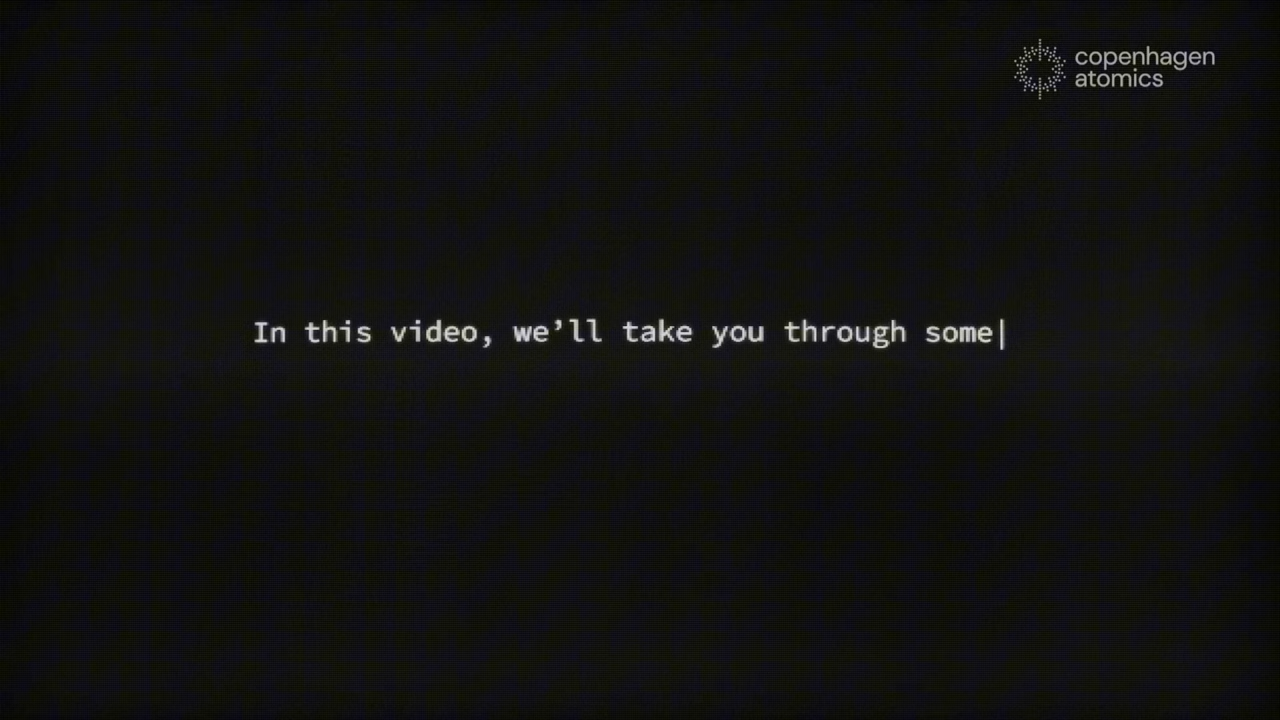 copenhagen
atomics
In this video, we’ll take you through some